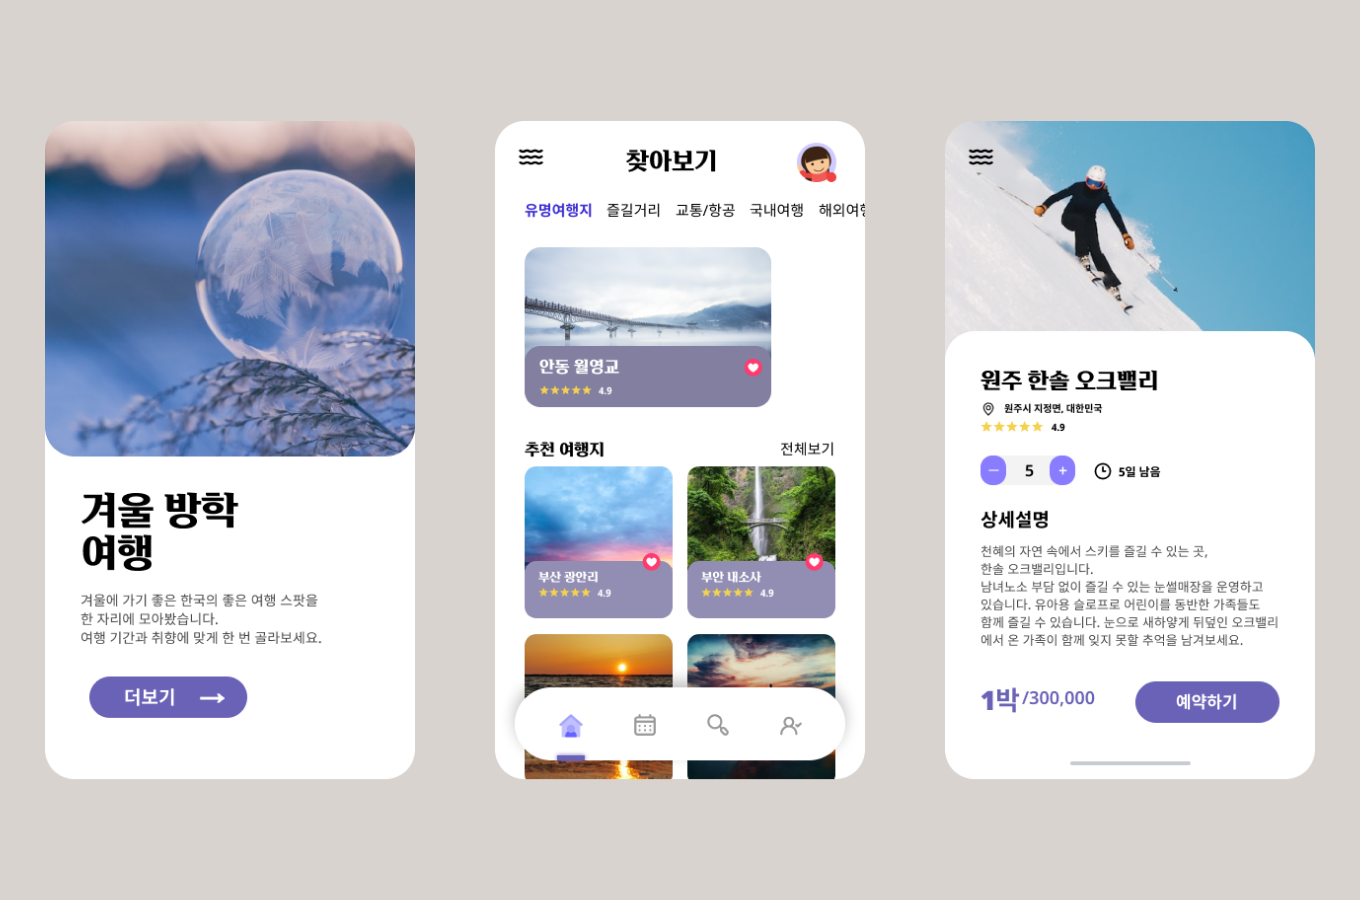 겨울 방학
여행
겨울에 가기 좋은 한국의 좋은 여행 스팟을
한 자리에 모아봤습니다.
여행 기간과 취향에 맞게 한 번 골라보세요.
더보기
찾아보기
유명여행지 즐길거리 교통/항공 국내여행 해외여행
안동 월영교
4.9
추천 여행지 전체보기
부산 광안리
4.9
부안 내소사
4.9
원주 한솔 오크밸리
원주시 지정면, 대한민국
4.9
− 5 + 5일 남음
상세설명
천혜의 자연 속에서 스키를 즐길 수 있는 곳,
한솔 오크밸리입니다.
남녀노소 부담 없이 즐길 수 있는 눈썰매장을 운영하고
있습니다. 유아용 슬로프로 어린이를 동반한 가족들도
함께 즐길 수 있습니다. 눈으로 새하얗게 뒤덮인 오크밸리
에서 온 가족이 함께 잊지 못할 추억을 남겨보세요.
1박/300,000
예약하기